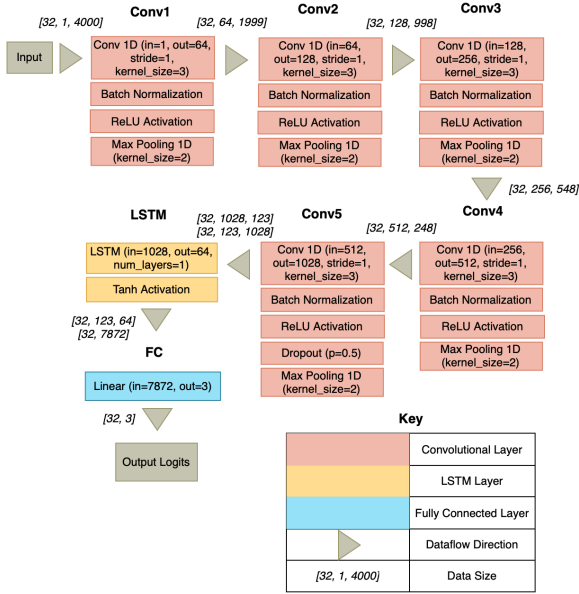 Conv1
Conv2
Conv3
[32, 1, 4000]
[32, 64, 1999]
[32, 128, 998]
Input
Conv 1D (in=1, out=64,
stride=1,
kernel_size=3)
Batch Normalization
ReLU Activation
Max Pooling 1D
(kernel_size=2)
Conv 1D (in=64,
out=128, stride=1,
kernel_size=3)
Batch Normalization
ReLU Activation
Max Pooling 1D
(kernel_size=2)
Conv 1D (in=128,
out=256, stride=1,
kernel_size=3)
Batch Normalization
ReLU Activation
Max Pooling 1D
(kernel_size=2)
[32, 256, 548]
Conv4
Conv 1D (in=256,
out=512, stride=1,
kernel_size=3)
Batch Normalization
ReLU Activation
Max Pooling 1D
(kernel_size=2)
[32, 512, 248]
Conv5
Conv 1D (in=512,
out=1028, stride=1,
kernel_size=3)
Batch Normalization
ReLU Activation
Dropout (p=0.5)
Max Pooling 1D
(kernel_size=2)
[32, 1028, 123]
[32, 123, 1028]
LSTM
LSTM (in=1028, out=64,
num_layers=1)
Tanh Activation
[32, 123, 64]
[32, 7872]
FC
Linear (in=7872, out=3)
[32, 3]
Output Logits
Key
Convolutional Layer
LSTM Layer
Fully Connected Layer
Dataflow Direction
[32, 1, 4000]
Data Size